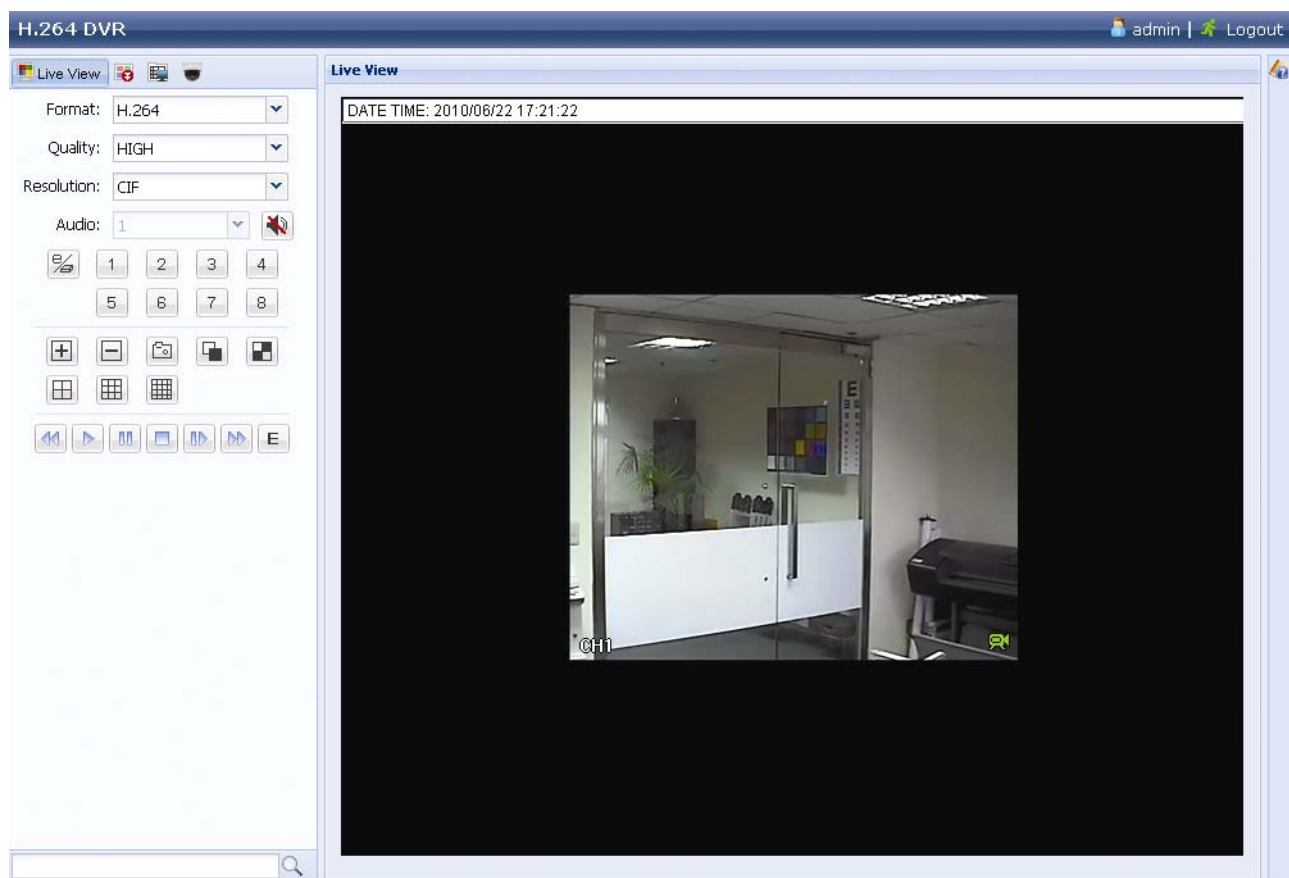 H.264 DVR
admin | Logout
Live View
Live View
Format: H.264
DATE TIME: 2010/06/22 17:21:22
Quality: HIGH
Resolution: CIF
Audio: 1
1 2 3 4
5 6 7 8
E
E
CH1